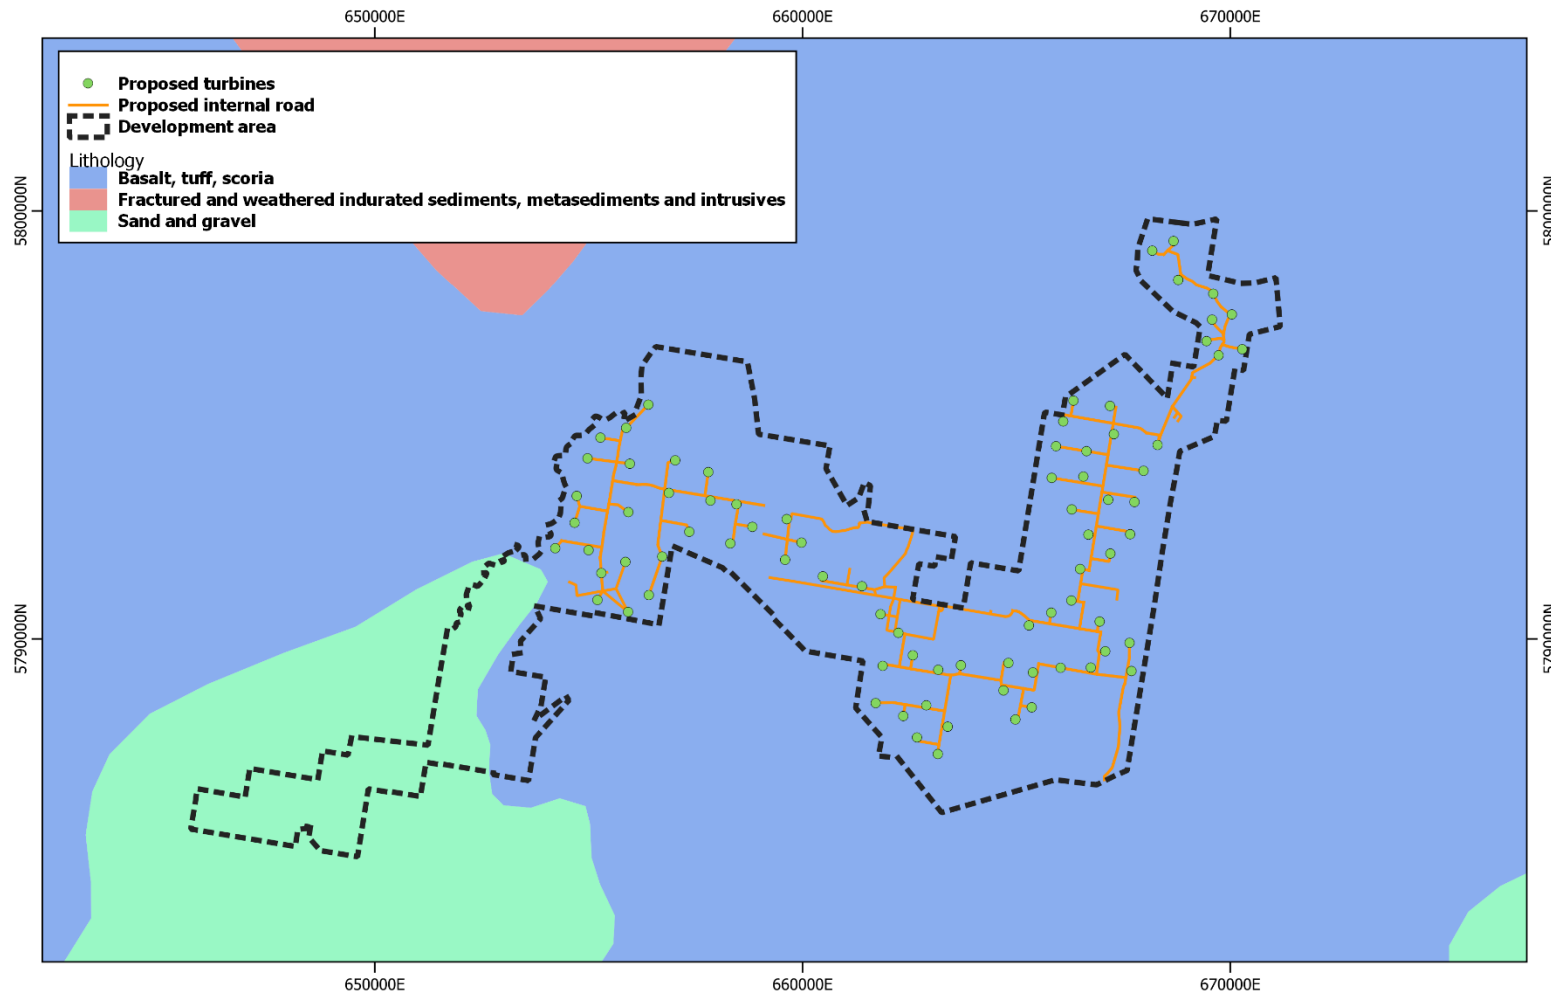 650000E 660000E 670000E
Proposed turbines
Proposed internal road
Development area
Lithology
Basalt, tuff, scoria
Fractured and weathered indurated sediments, metasediments and intrusives
Sand and gravel
5800000N
5790000N
650000E 660000E 670000E